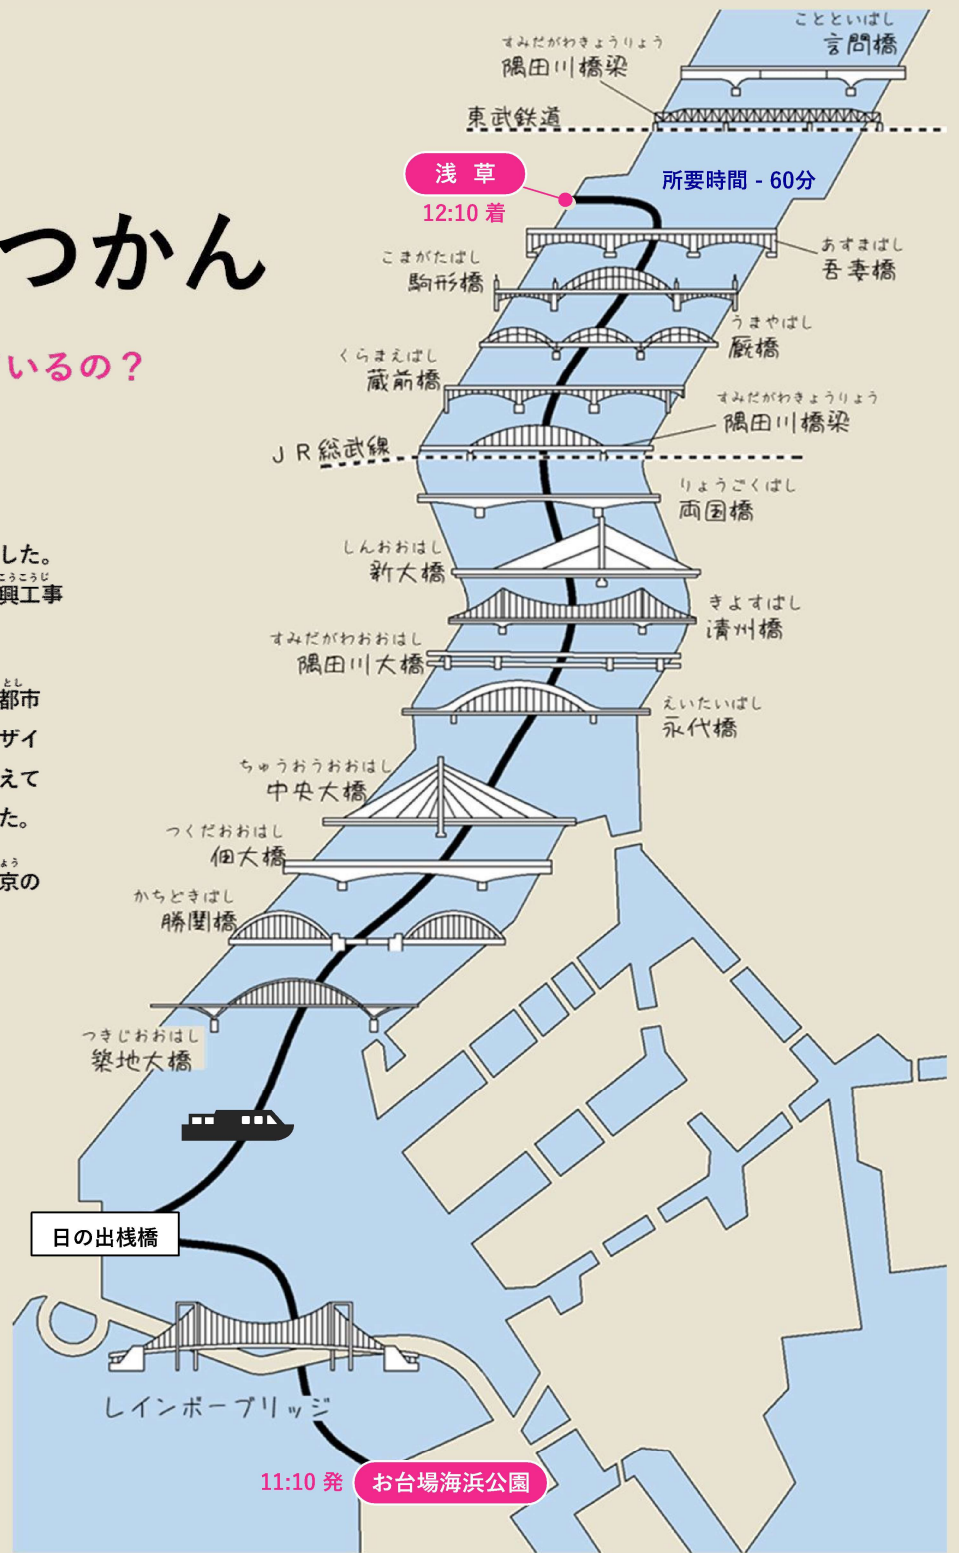 ことといばし
言問橋
すみだがわきょうりょう
隅田川橋梁
東武鉄道
浅草
12:10 着
所要時間 - 60分
つかん
いるの？
あずまばし
吾妻橋
こまがたばし
駒形橋
うまやばし
厩橋
くらまえばし
蔵前橋
すみだがわきょうりょう
隅田川橋梁
JR総武線
りょうごくばし
両国橋
した。
こうこうじ
興工事
しんおおはし
新大橋
きよすばし
清州橋
すみだがわおおはし
隅田川大橋
とし
都市
ザイ
えて
た。
よう
京の
えいたいばし
永代橋
ちゅうおうおおはし
中央大橋
つくだおおはし
佃大橋
かちどきばし
勝鬨橋
つきじおおはし
築地大橋
日の出桟橋
レインボーブリッジ
11:10 発
お台場海浜公園